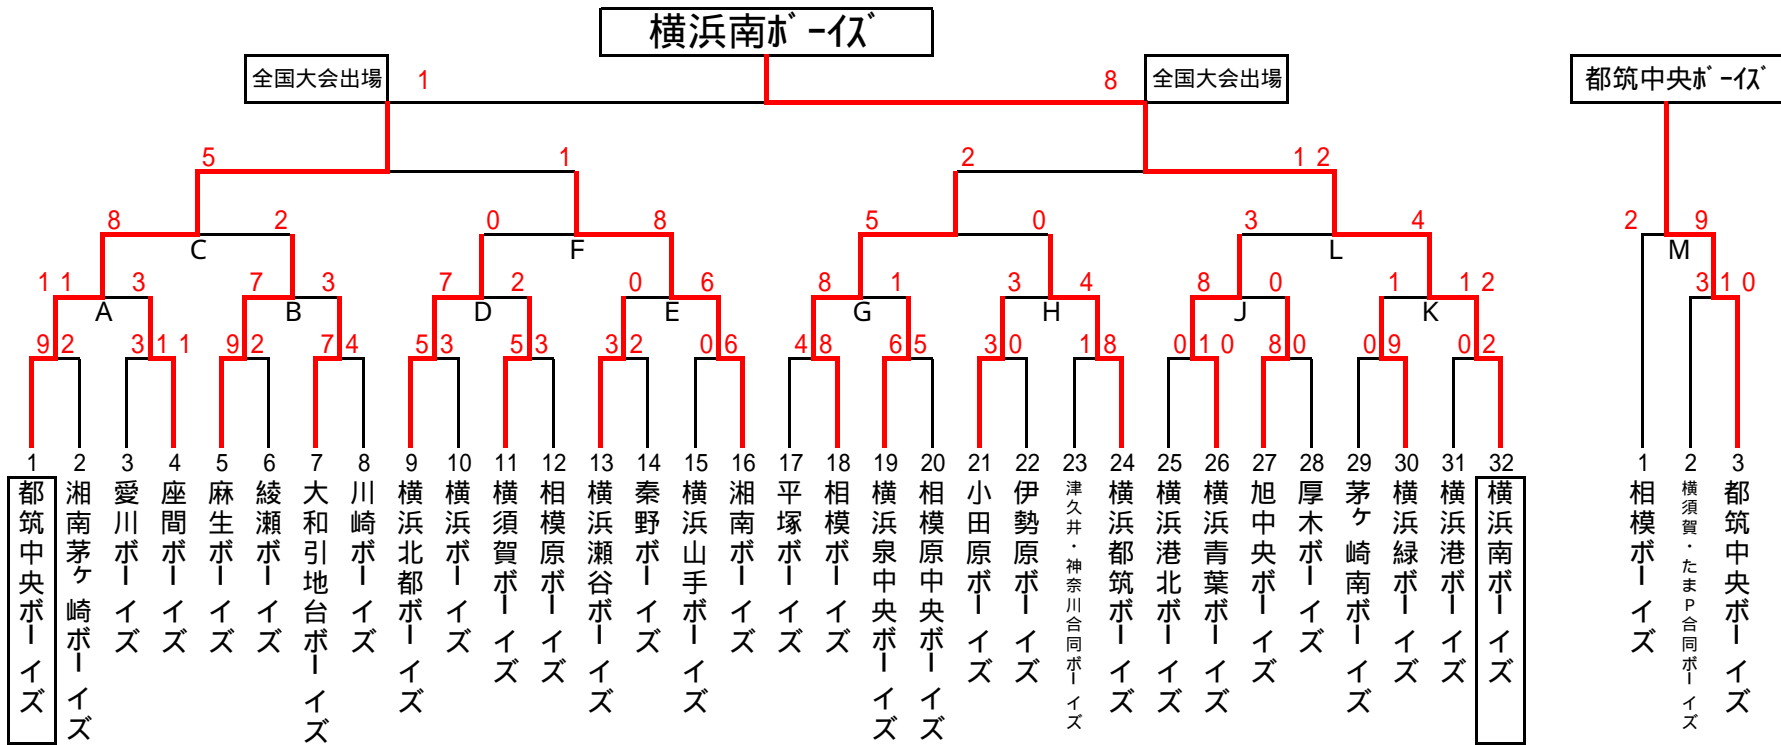 横浜南ボーイズ
全国大会出場 1 8 全国大会出場 都筑中央ボーイズ
5 1 2 12
8 2 0 8 5 0 3 4 2 9
C F L M
11 3 7 3 7 2 0 6 8 1 3 4 8 0 1 12 3 10
A B D E G H J K
9 2 3 11 9 2 7 4 5 3 5 3 3 2 0 6 4 8 6 5 3 0 1 8 0 10 8 0 0 9 0 2
1 2 3 4 5 6 7 8 9 10 11 12 13 14 15 16 17 18 19 20 21 22 23 24 25 26 27 28 29 30 31 32 1 2 3
都筑中央ボーイズ
湘南茅ケ崎ボーイズ
愛川ボーイズ
座間ボーイズ
麻生ボーイズ
綾瀬ボーイズ
大和引地台ボーイズ
川崎ボーイズ
横浜北都ボーイズ
横浜ボーイズ
横須賀ボーイズ
相模原ボーイズ
横浜瀬谷ボーイズ
秦野ボーイズ
横浜山手ボーイズ
湘南ボーイズ
平塚ボーイズ
相模ボーイズ
横浜泉中央ボーイズ
相模原中央ボーイズ
小田原ボーイズ
伊勢原ボーイズ
津久井・神奈川合同ボーイズ
横浜都筑ボーイズ
横浜港北ボーイズ
横浜青葉ボーイズ
旭中央ボーイズ
厚木ボーイズ
茅ケ崎南ボーイズ
横浜緑ボーイズ
横浜港ボーイズ
横浜南ボーイズ
相模ボーイズ
横須賀・たまP合同ボーイズ
都筑中央ボーイズ